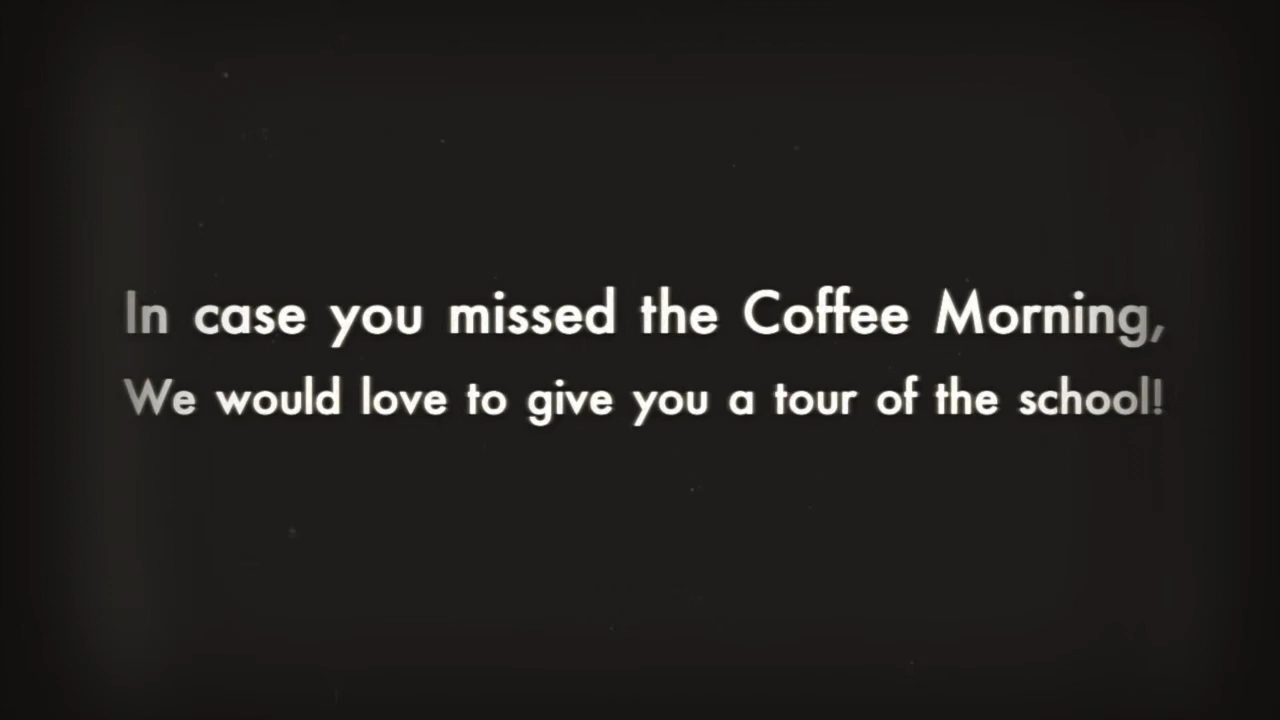 In case you missed the Coffee Morning,
We would love to give you a tour of the school!